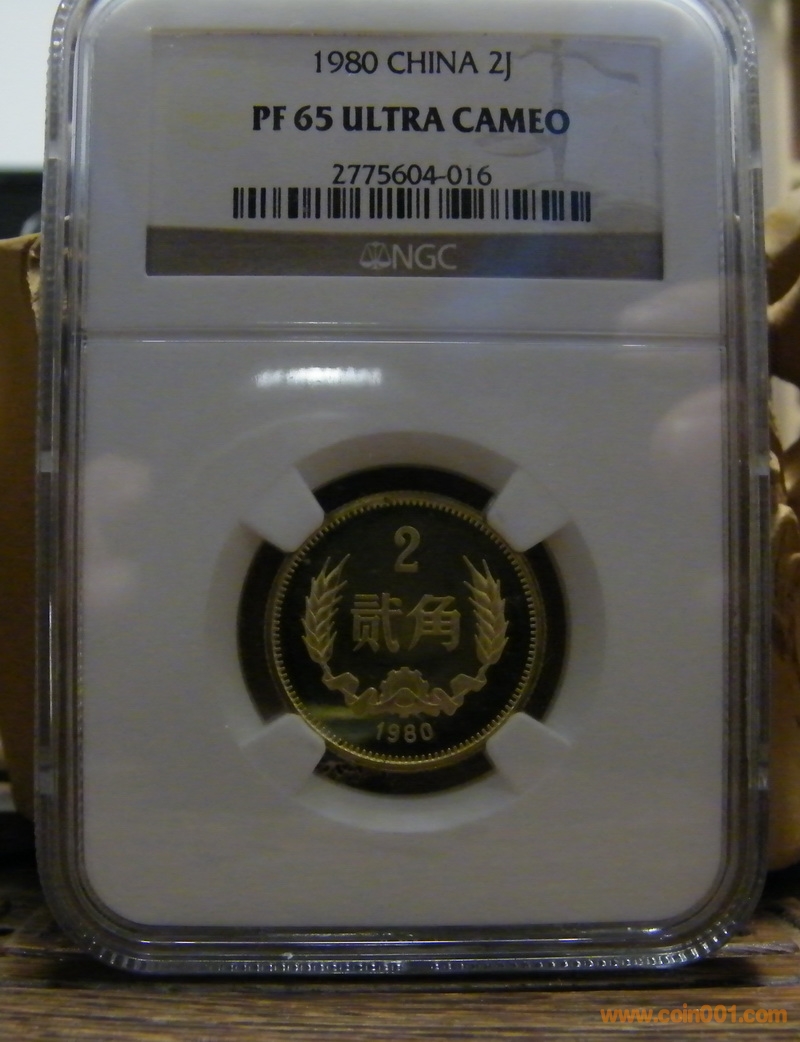 1980 CHINA 2J
PF 65 ULTRA CAMEO
2775604-016
NGC
2
贰角
1980
www.coin001.com